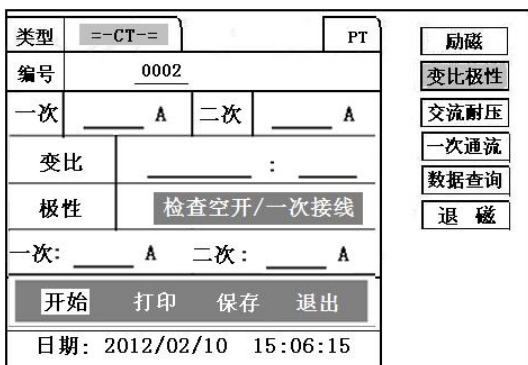 类型 =-CT-= PT
编号 0002
一次 A 二次 A
变比 :
极性 检查空开/一次接线
一次: A 二次: A
开始 打印 保存 退出
日期: 2012/02/10 15:06:15
励磁
变比极性
交流耐压
一次通流
数据查询
退 磁